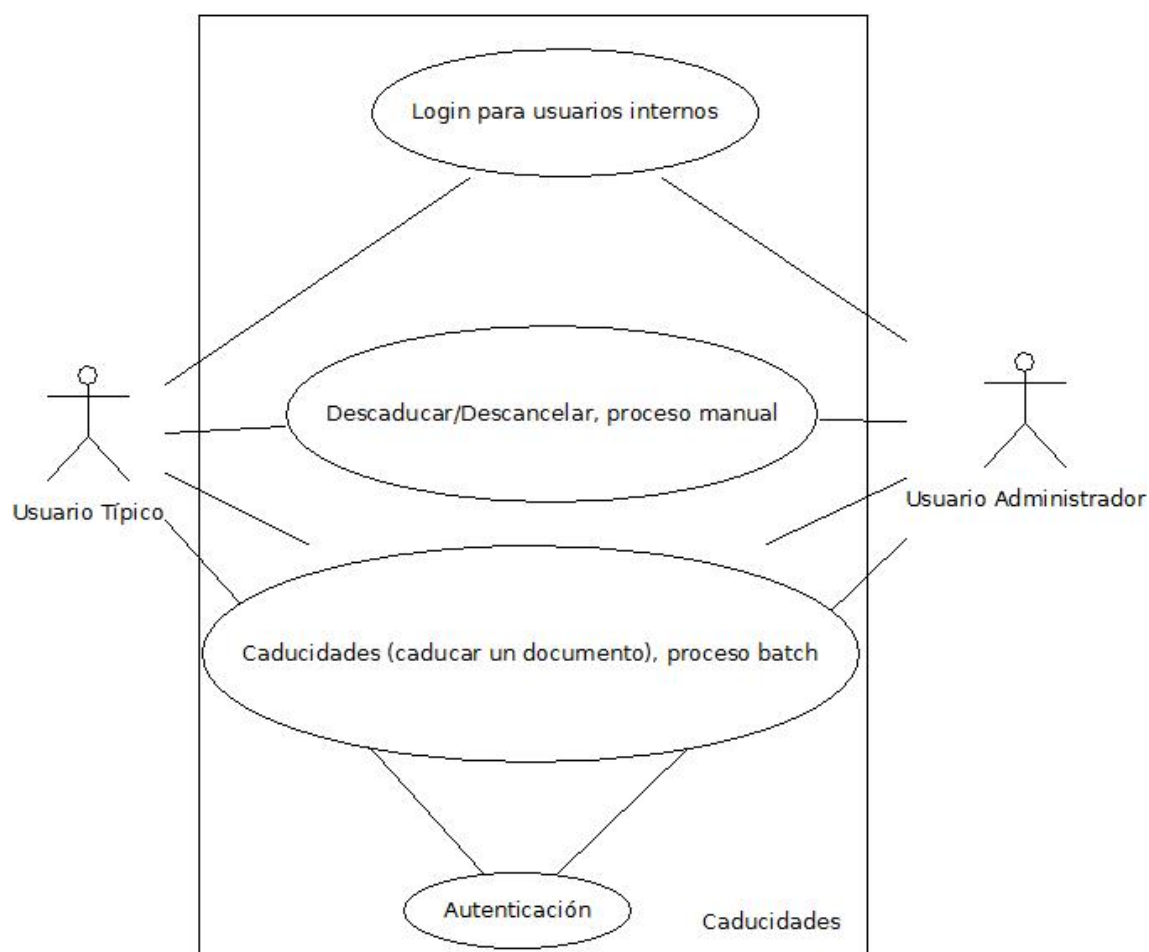 Login para usuarios internos
Descaducar/Descancelar, proceso manual
Usuario Típico
Usuario Administrador
Caducidades (caducar un documento), proceso batch
Autenticación
Caducidades